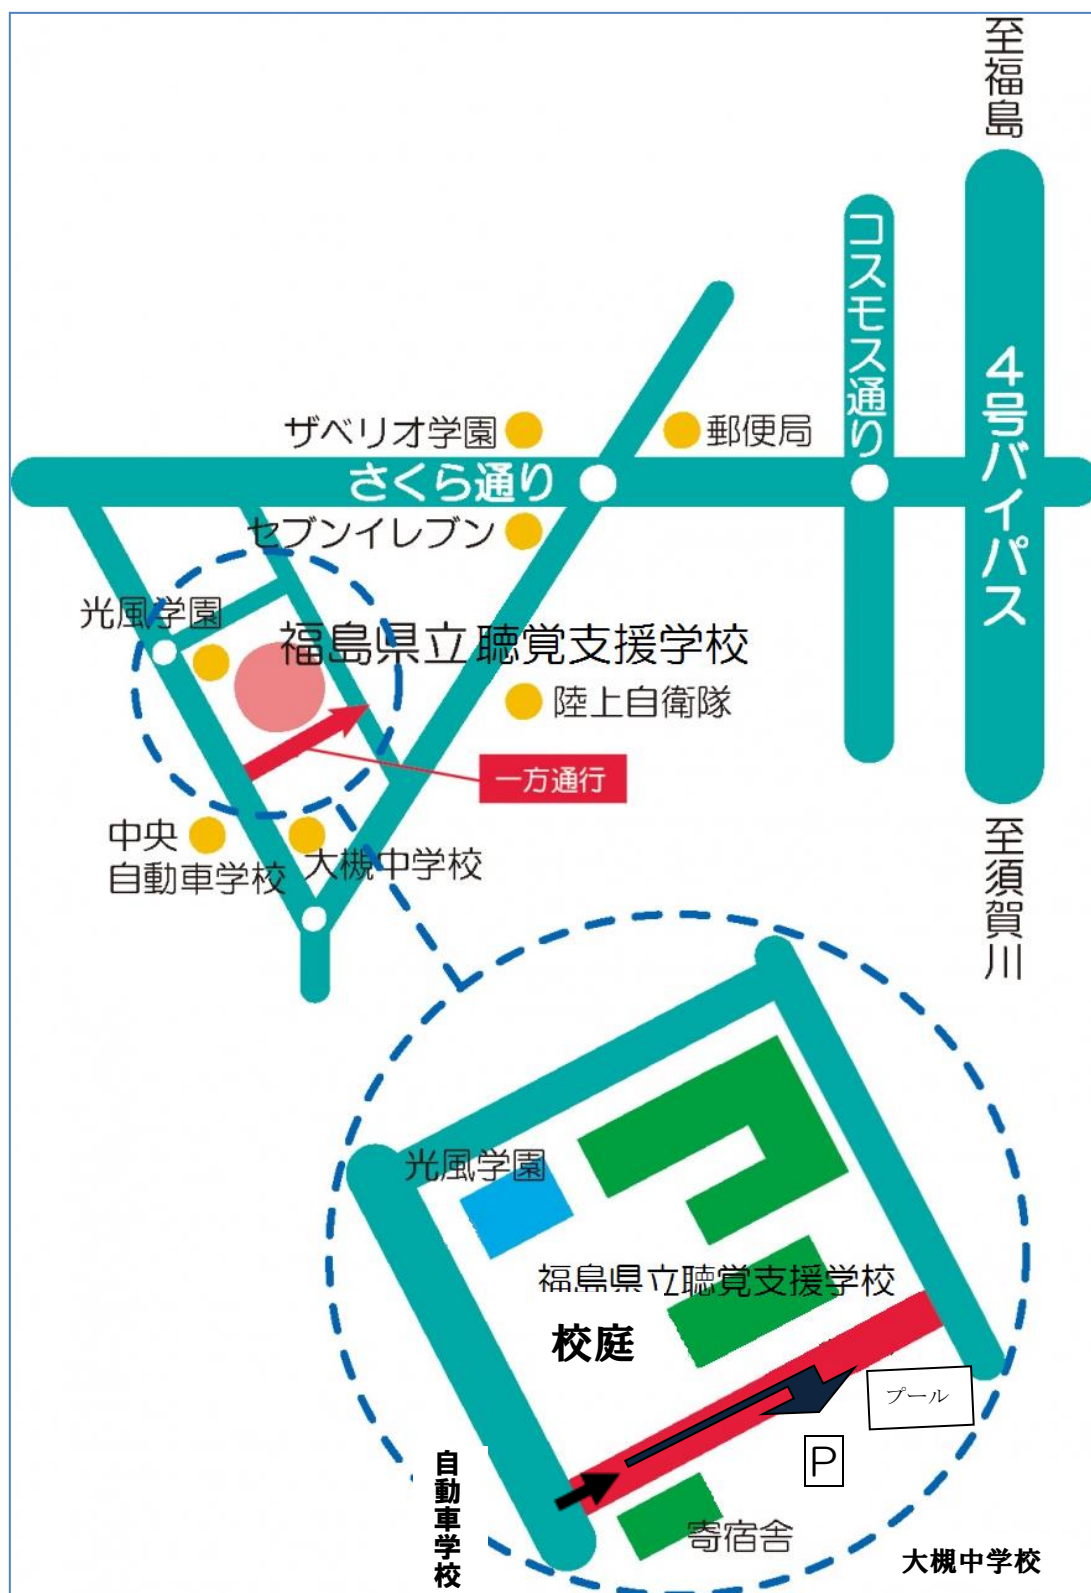 至福島
コスモス通り
4号バイパス
ザベリオ学園
郵便局
さくら通り
セブンイレブン
光風学園
福島県立聴覚支援学校
陸上自衛隊
一方通行
中央
自動車学校
大槻中学校
至須賀川
光風学園
福島県立聴覚支援学校
校庭
プール
P
自動車学校
寄宿舎
大槻中学校